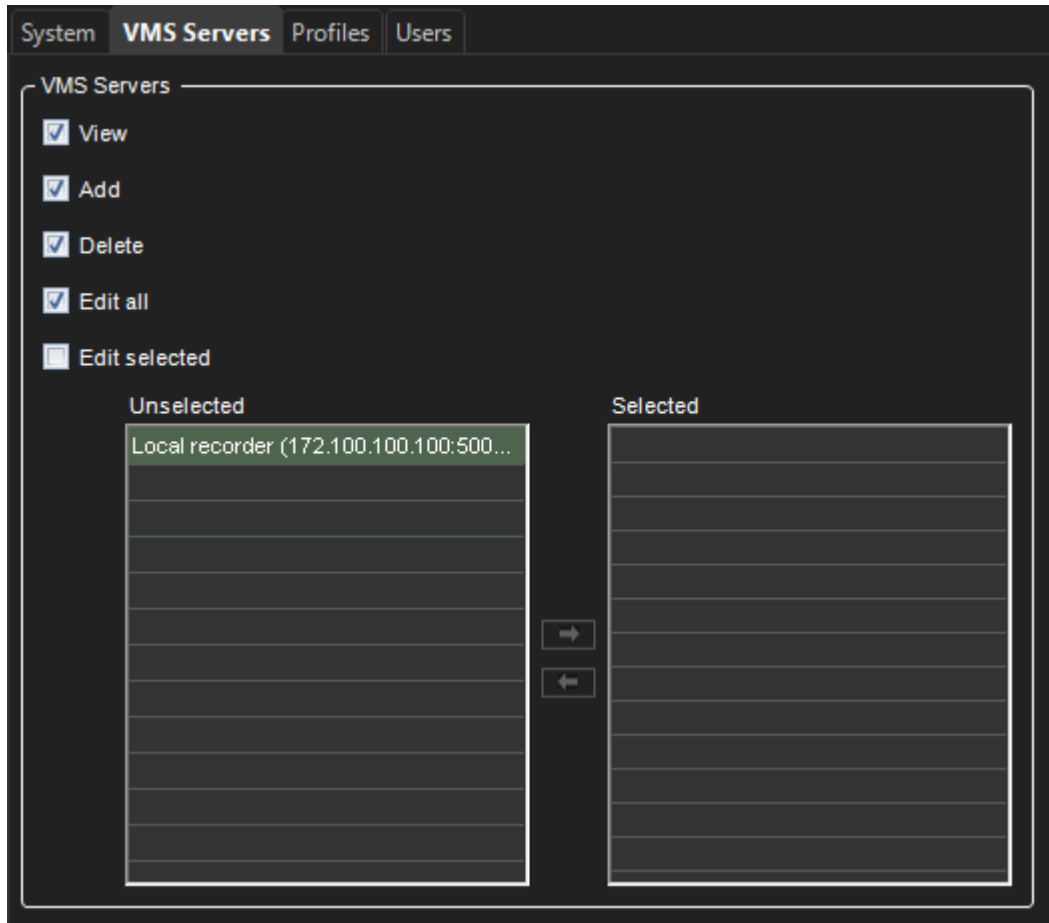 System VMS Servers Profiles Users
VMS Servers
View
Add
Delete
Edit all
Edit selected
Unselected Selected
Local recorder (172.100.100.100:500...